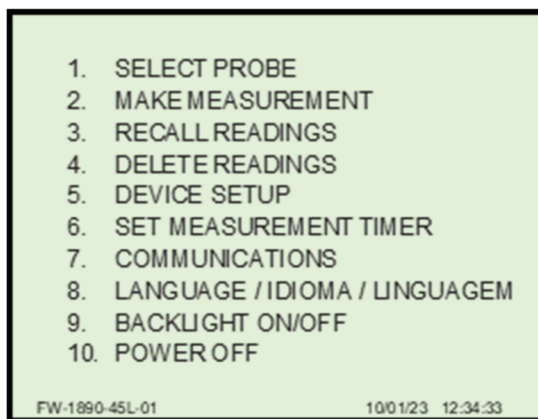 1. SELECT PROBE
2. MAKE MEASUREMENT
3. RECALL READINGS
4. DELETE READINGS
5. DEVICE SETUP
6. SET MEASUREMENT TIMER
7. COMMUNICATIONS
8. LANGUAGE / IDIOMA / LINGUAGEM
9. BACKLIGHT ON/OFF
10. POWER OFF
FW-1890-45L-01 10/01/23 12:34:33